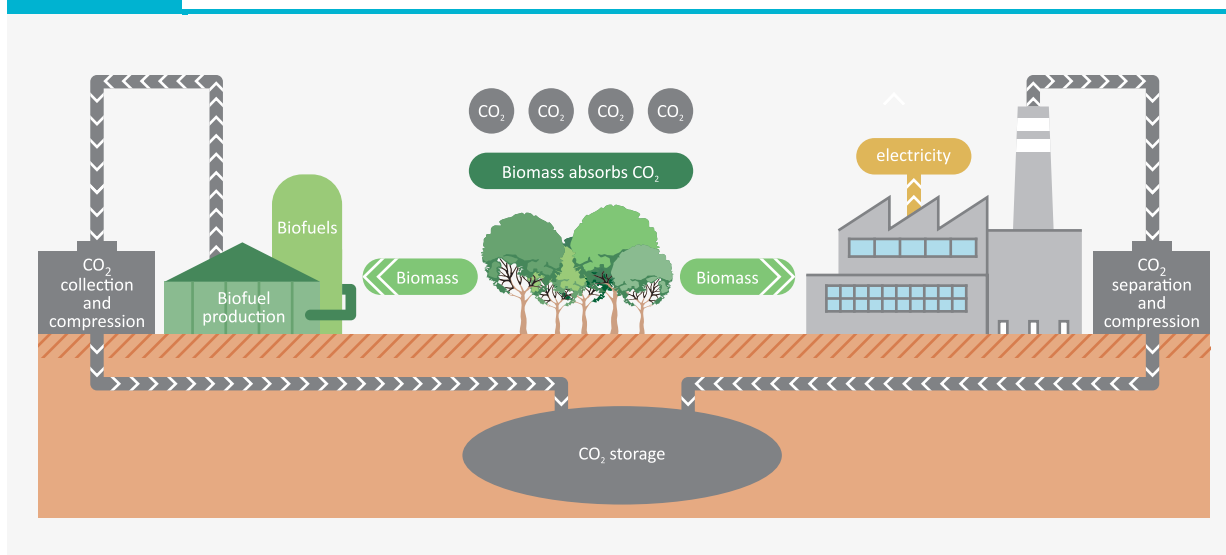 CO₂ CO₂ CO₂ CO₂
Biomass absorbs CO₂
electricity
Biofuels
CO₂
collection
and
compression
Biofuel
production
Biomass
Biomass
CO₂
separation
and
compression
CO₂ storage